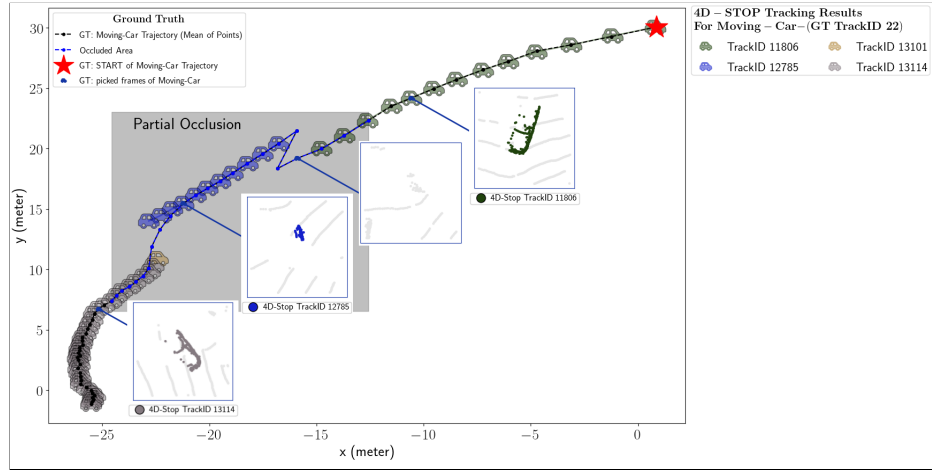 Ground Truth
GT: Moving-Car Trajectory (Mean of Points)
Occluded Area
GT: START of Moving-Car Trajectory
GT: picked frames of Moving-Car
4D – STOP Tracking Results
For Moving – Car–(GT TrackID 22)
TrackID 11806
TrackID 13101
TrackID 12785
TrackID 13114
Partial Occlusion
4D-Stop TrackID 11806
4D-Stop TrackID 12785
4D-Stop TrackID 13114
y (meter)
30
25
20
15
10
5
0
−25
−20
−15
−10
−5
0
x (meter)